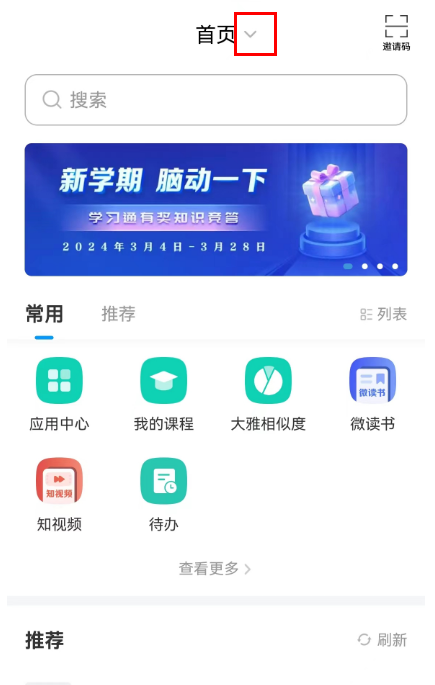 首页
邀请码
搜索
新学期 脑动一下
学习通有奖知识竞答
2024年3月4日-3月28日
常用 推荐 列表
应用中心 我的课程 大雅相似度 微读书
微读书
知视频
知视频 待办
查看更多
推荐 刷新